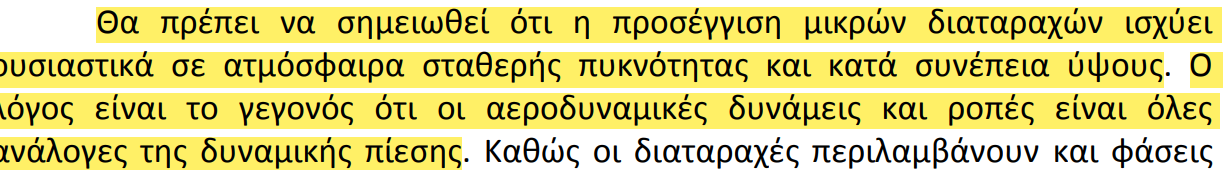 Θα πρέπει να σημειωθεί ότι η προσέγγιση μικρών διαταραχών ισχύει
ουσιαστικά σε ατμόσφαιρα σταθερής πυκνότητας και κατά συνέπεια ύψους. Ο
λόγος είναι το γεγονός ότι οι αεροδυναμικές δυνάμεις και ροπές είναι όλες
ανάλογες της δυναμικής πίεσης. Καθώς οι διαταραχές περιλαμβάνουν και φάσεις